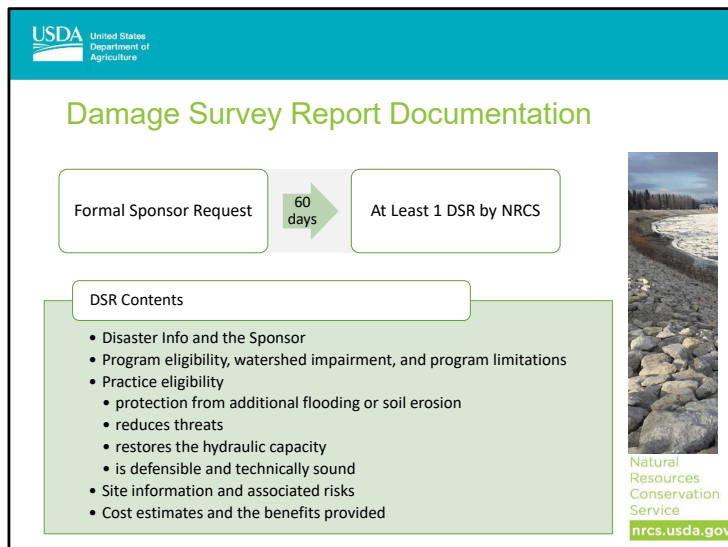 USDA
United States
Department of
Agriculture
Damage Survey Report Documentation
Formal Sponsor Request
60
days
At Least 1 DSR by NRCS
DSR Contents
• Disaster Info and the Sponsor
• Program eligibility, watershed impairment, and program limitations
• Practice eligibility
• protection from additional flooding or soil erosion
• reduces threats
• restores the hydraulic capacity
• is defensible and technically sound
• Site information and associated risks
• Cost estimates and the benefits provided
Natural
Resources
Conservation
Service
nrcs.usda.gov